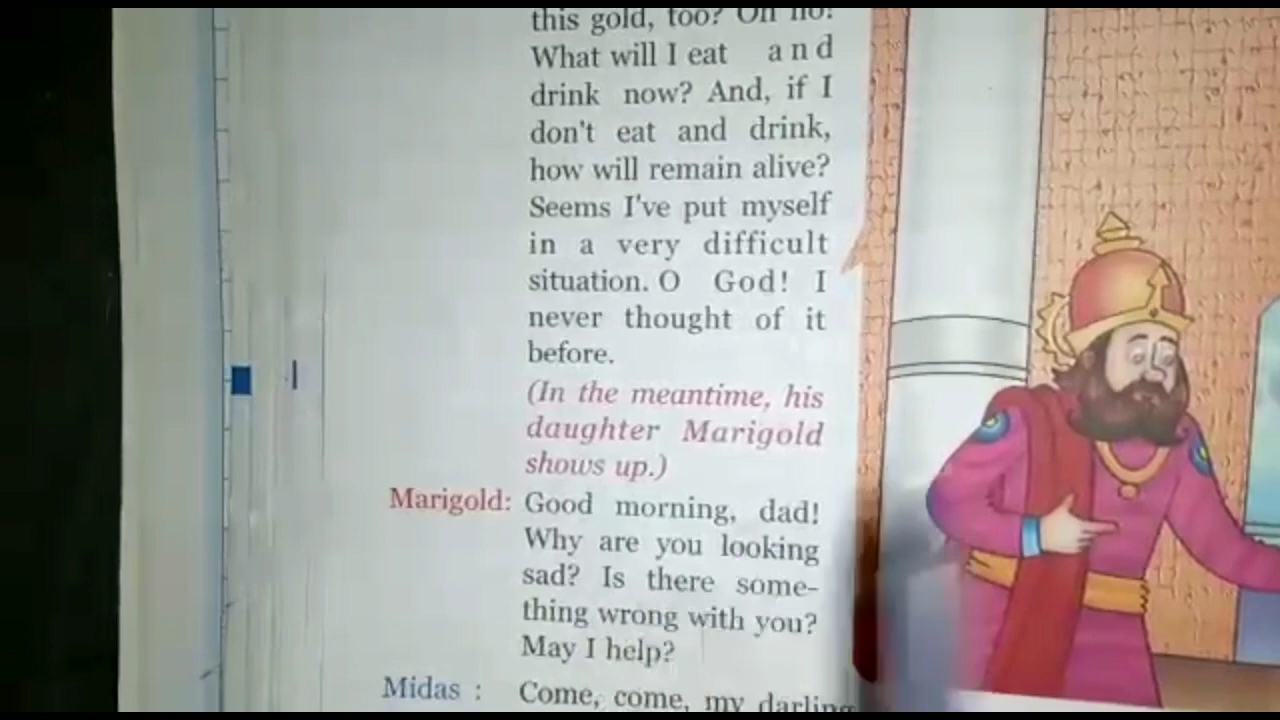 this gold, too? Oh no!
What will I eat and
drink now? And, if I
don't eat and drink,
how will remain alive?
Seems I've put myself
in a very difficult
situation. O God! I
never thought of it
before.
(In the meantime, his
daughter Marigold
shows up.)
Marigold: Good morning, dad!
Why are you looking
sad? Is there some-
thing wrong with you?
May I help?
Midas : Come, come, my darling